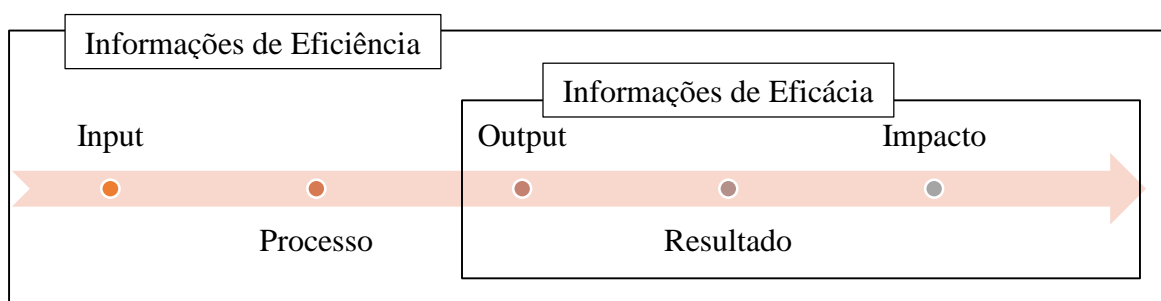 Informações de Eficiência
Informações de Eficácia
Input
Output
Impacto
Processo
Resultado